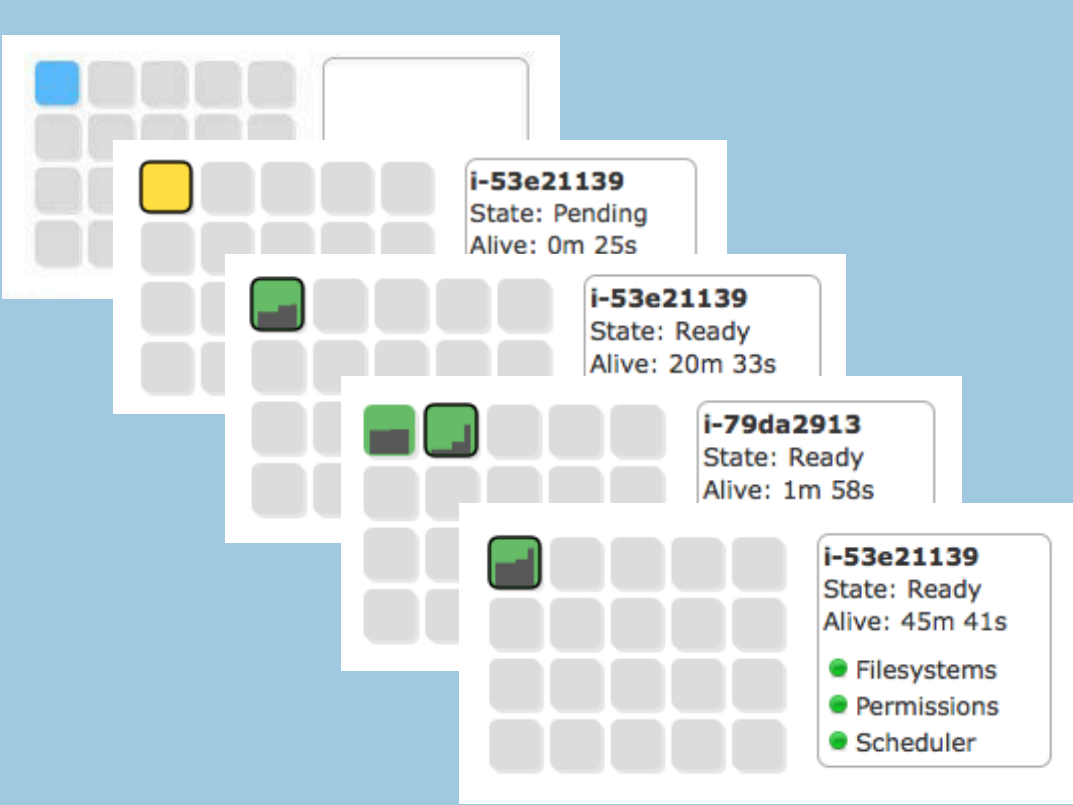 i-53e21139
State: Pending
Alive: 0m 25s
i-53e21139
State: Ready
Alive: 20m 33s
i-79da2913
State: Ready
Alive: 1m 58s
i-53e21139
State: Ready
Alive: 45m 41s
Filesystems
Permissions
Scheduler